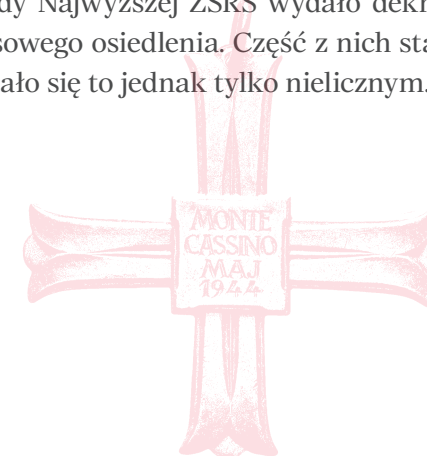 dy Najwyższej ZSRS wydało dekr
sowego osiedlenia. Część z nich sta
ało się to jednak tylko nielicznym.
MONTE
CASSINO
MAJ
1944